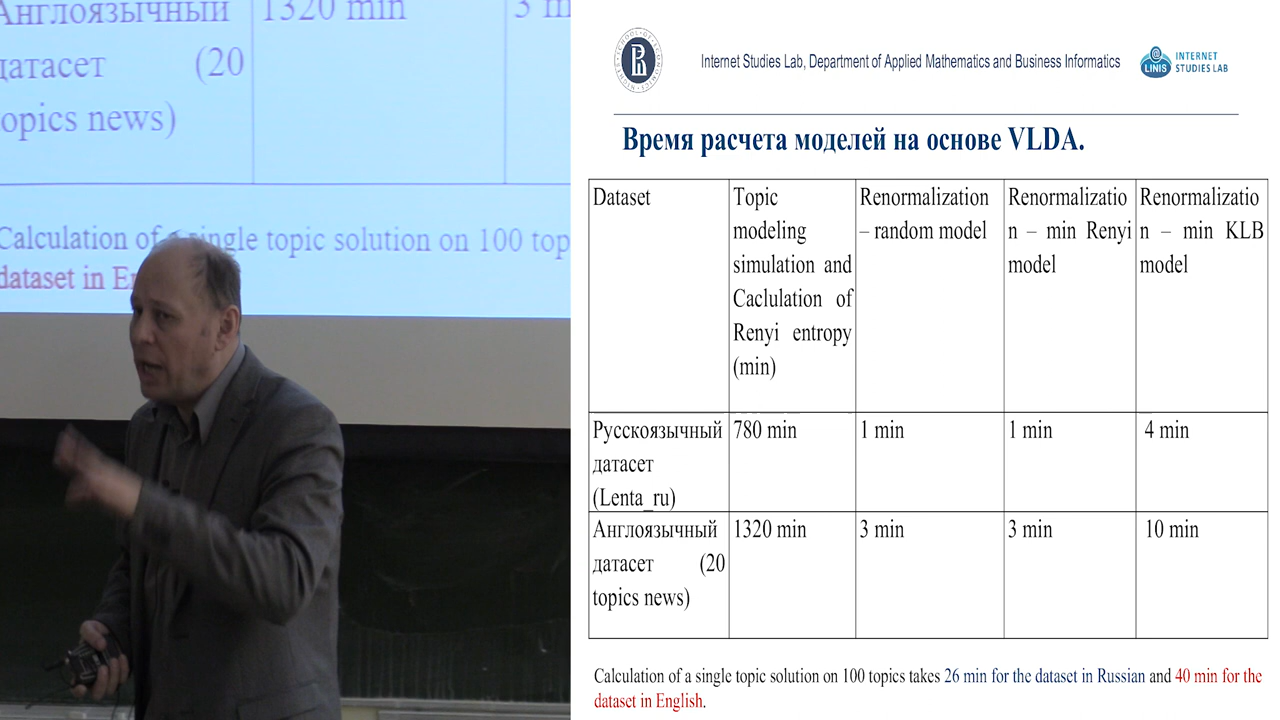 Англоязычный 1320 min 3 m
датасет (20
topics news)
Calculation of a single topic solution on 100 top
dataset in E
Internet Studies Lab, Department of Applied Mathematics and Business Informatics
LINIS
INTERNET
STUDIES LAB
Время расчета моделей на основе VLDA.
Dataset
Topic
modeling
simulation and
Caclulation of
Renyi entropy
(min)
Renormalization
– random model
Renormalizatio
n – min Renyi
model
Renormalizatio
n – min KLB
model
Русскоязычный
датасет
(Lenta_ru)
780 min
1 min
1 min
4 min
Англоязычный
датасет (20
topics news)
1320 min
3 min
3 min
10 min
Calculation of a single topic solution on 100 topics takes 26 min for the dataset in Russian and 40 min for the
dataset in English.